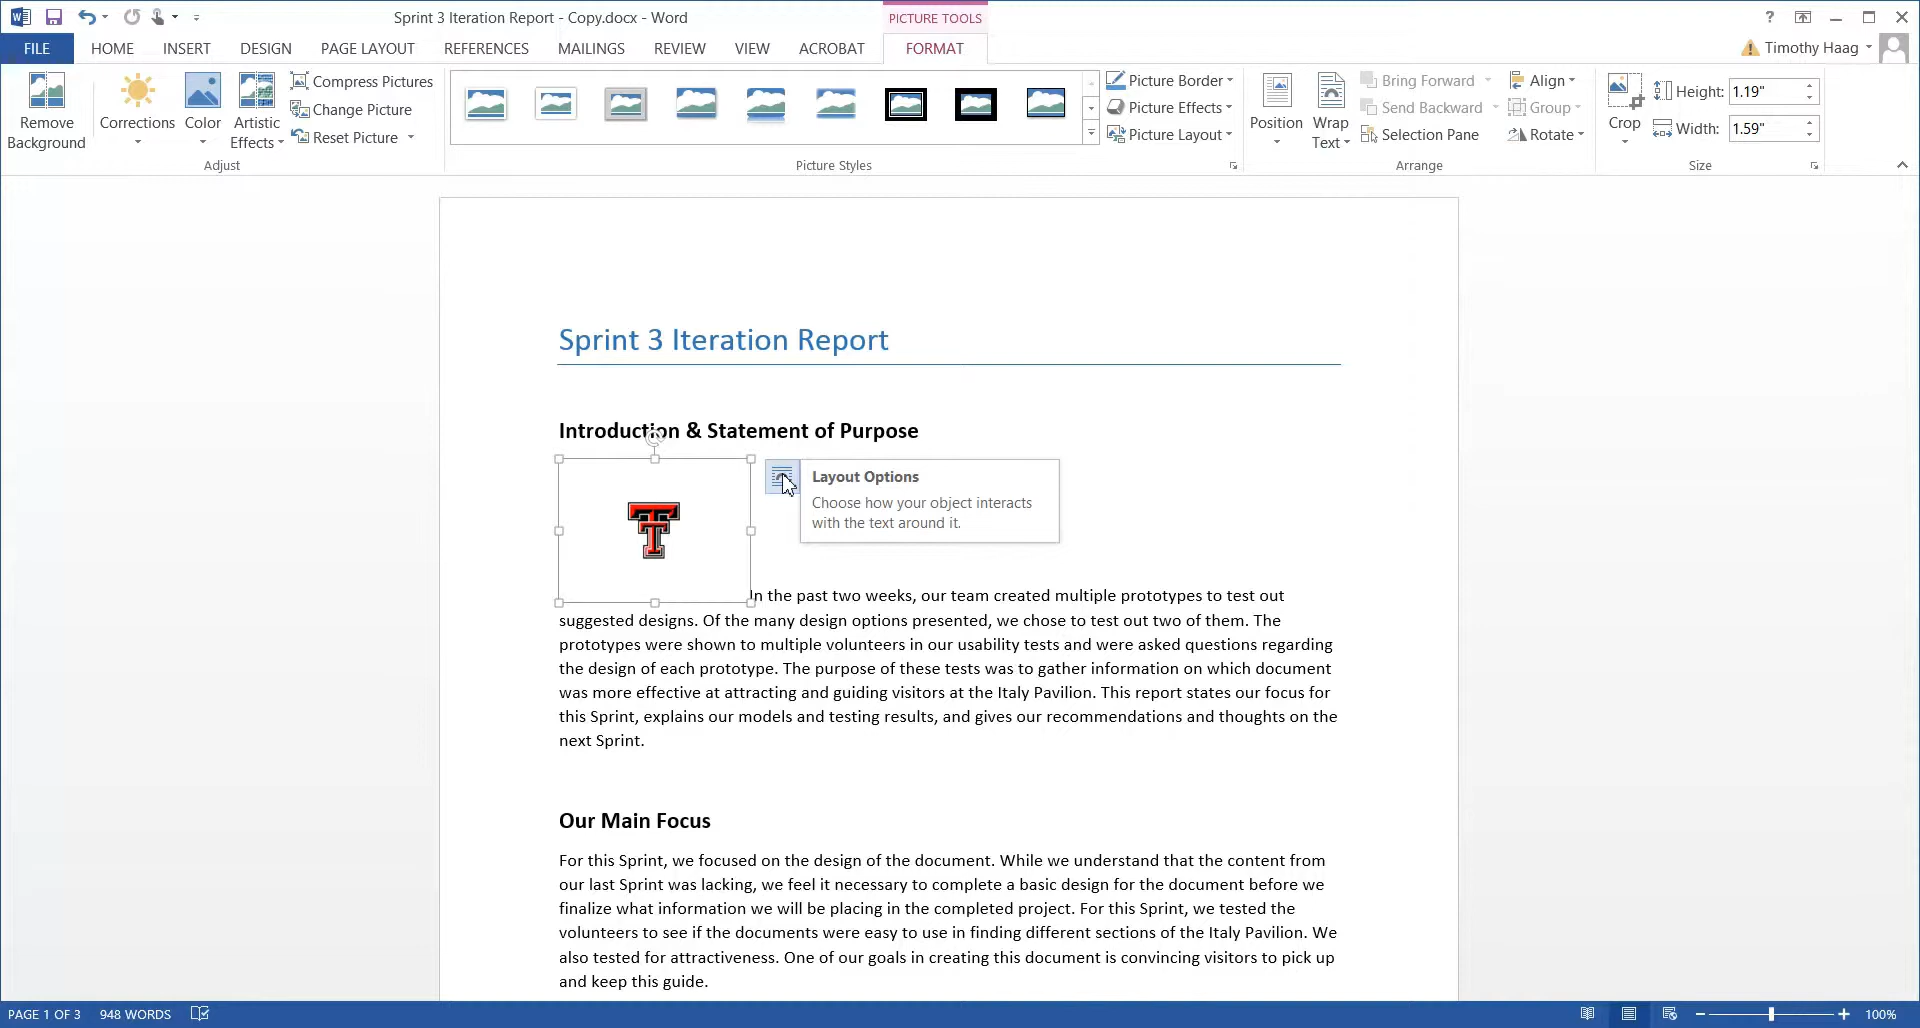 Sprint 3 Iteration Report - Copy.docx - Word
PICTURE TOOLS
?
FILE
HOME
INSERT
DESIGN
PAGE LAYOUT
REFERENCES
MAILINGS
REVIEW
VIEW
ACROBAT
FORMAT
Timothy Haag
Remove
Background
Corrections
Color
Artistic
Effects
Compress Pictures
Change Picture
Reset Picture
Adjust
Picture Styles
Picture Border
Picture Effects
Picture Layout
Position
Wrap
Text
Bring Forward
Send Backward
Selection Pane
Align
Group
Rotate
Arrange
Crop
Height: 1.19"
Width: 1.59"
Size
Sprint 3 Iteration Report
Introduction & Statement of Purpose
Layout Options
Choose how your object interacts
with the text around it.
In the past two weeks, our team created multiple prototypes to test out
suggested designs. Of the many design options presented, we chose to test out two of them. The
prototypes were shown to multiple volunteers in our usability tests and were asked questions regarding
the design of each prototype. The purpose of these tests was to gather information on which document
was more effective at attracting and guiding visitors at the Italy Pavilion. This report states our focus for
this Sprint, explains our models and testing results, and gives our recommendations and thoughts on the
next Sprint.
Our Main Focus
For this Sprint, we focused on the design of the document. While we understand that the content from
our last Sprint was lacking, we feel it necessary to complete a basic design for the document before we
finalize what information we will be placing in the completed project. For this Sprint, we tested the
volunteers to see if the documents were easy to use in finding different sections of the Italy Pavilion. We
also tested for attractiveness. One of our goals in creating this document is convincing visitors to pick up
and keep this guide.
PAGE 1 OF 3
948 WORDS
100%